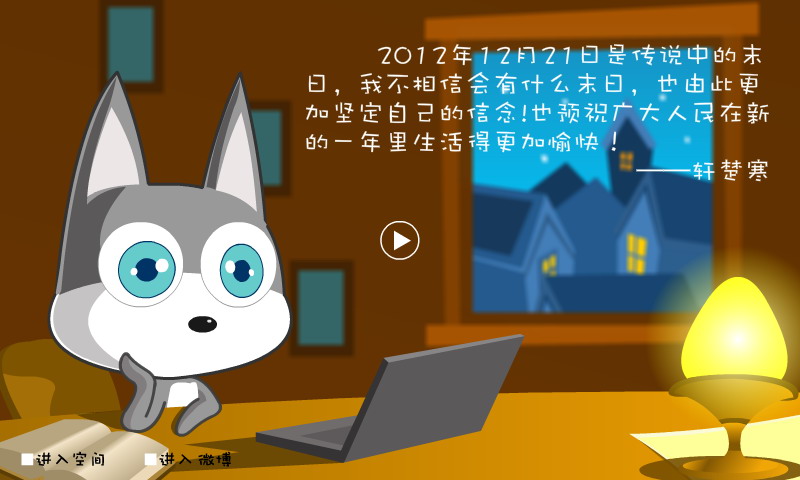 2012年12月21日是传说中的末
日，我不相信会有什么末日，也由此更
加坚定自己的信念！也预祝广大人民在新
的一年里生活得更加愉快！
——轩楚寒
进入空间
进入微博